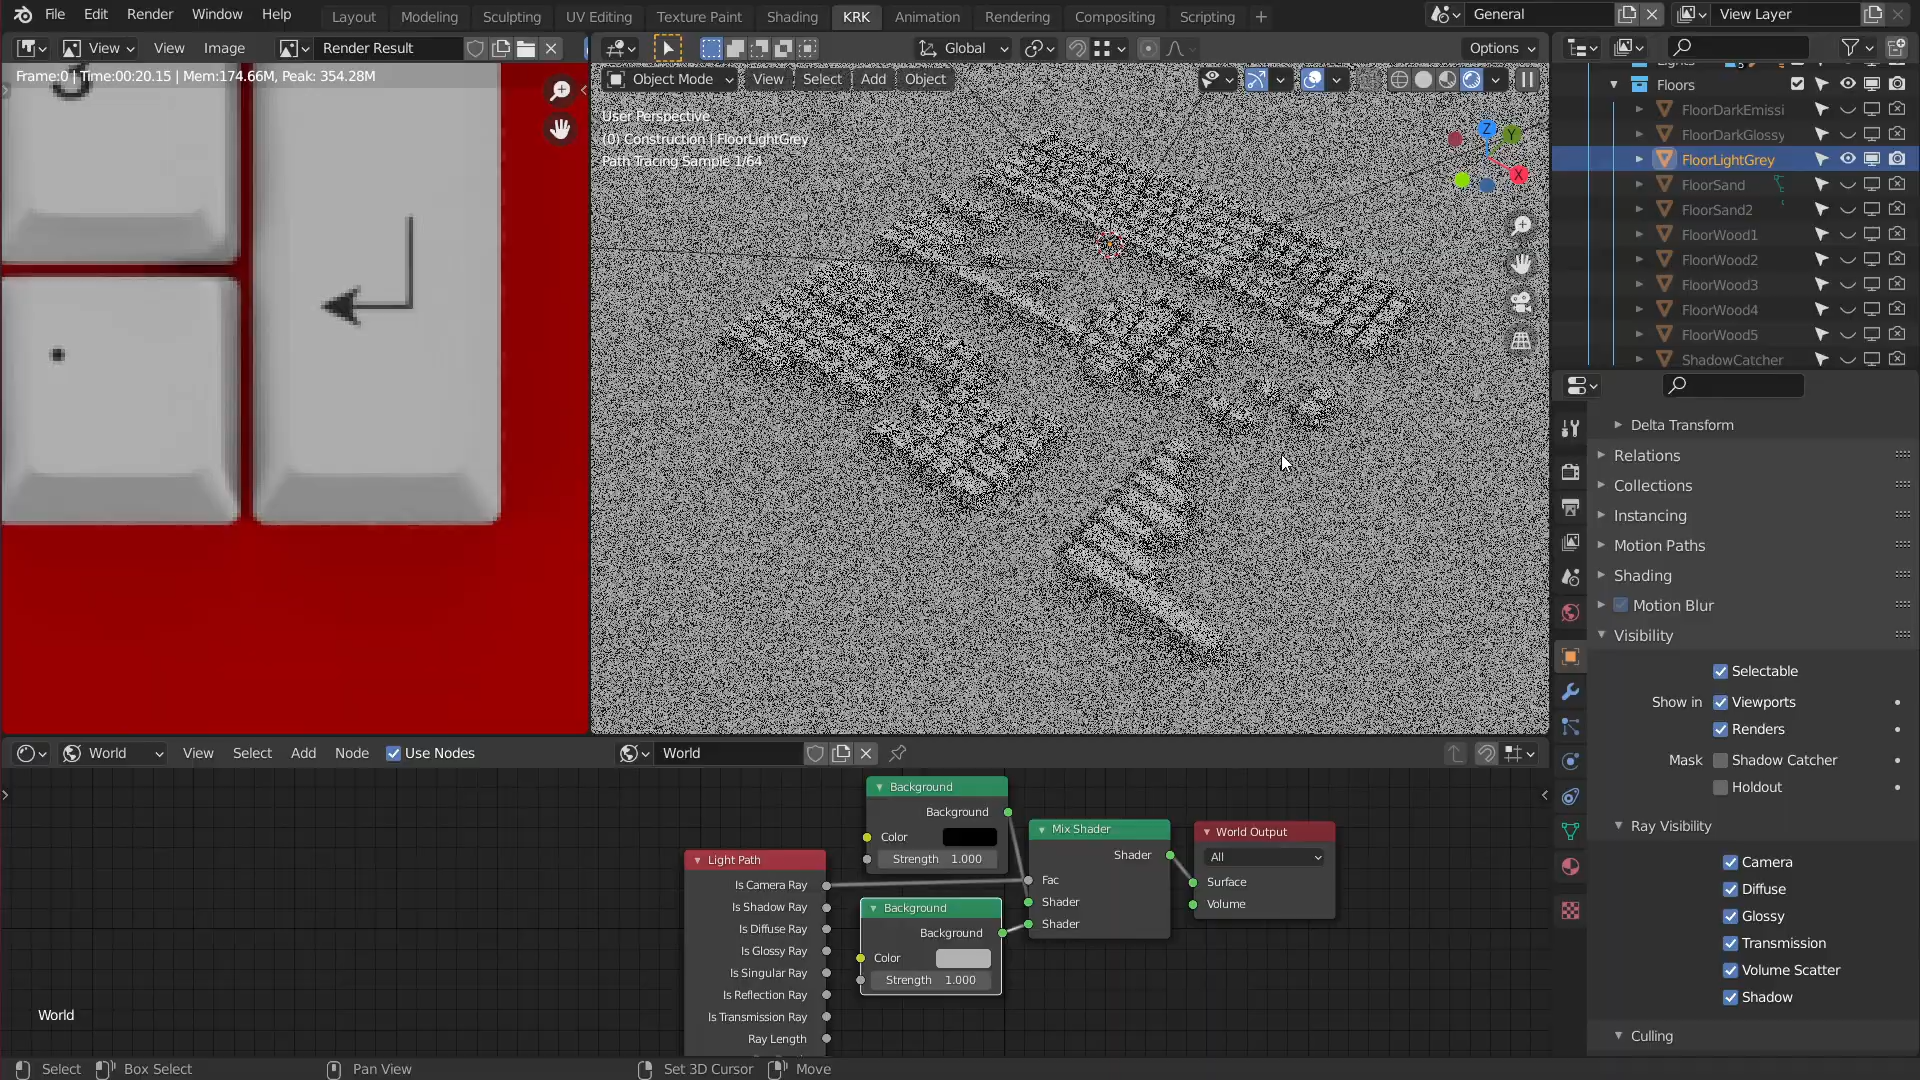 File Edit Render Window Help Layout Modeling Sculpting UV Editing Texture Paint Shading KRK Animation Rendering Compositing Scripting + General View Layer
View View Image Render Result
Global Options
Frame:0 | Time:00:20.15 | Mem:174.66M, Peak: 354.28M
Object Mode View Select Add Object
User Perspective
(0) Construction | FloorLightGrey
Path Tracing Sample 1/64
Z
Y
X
Floors
FloorDarkEmissi
FloorDarkGlossy
FloorLightGrey
FloorSand
FloorSand2
FloorWood1
FloorWood2
FloorWood3
FloorWood4
FloorWood5
ShadowCatcher
Delta Transform
Relations
Collections
Instancing
Motion Paths
Shading
Motion Blur
Visibility
Selectable
Show in Viewports
Renders
Mask Shadow Catcher
Holdout
Ray Visibility
Camera
Diffuse
Glossy
Transmission
Volume Scatter
Shadow
Culling
World View Select Add Node Use Nodes World
Background
Background
Color
Strength 1.000
Light Path
Is Camera Ray
Is Shadow Ray
Is Diffuse Ray
Is Glossy Ray
Is Singular Ray
Is Reflection Ray
Is Transmission Ray
Ray Length
Background
Background
Color
Strength 1.000
Mix Shader
Shader
Fac
Shader
Shader
World Output
All
Surface
Volume
World
Select Box Select Pan View Set 3D Cursor Move